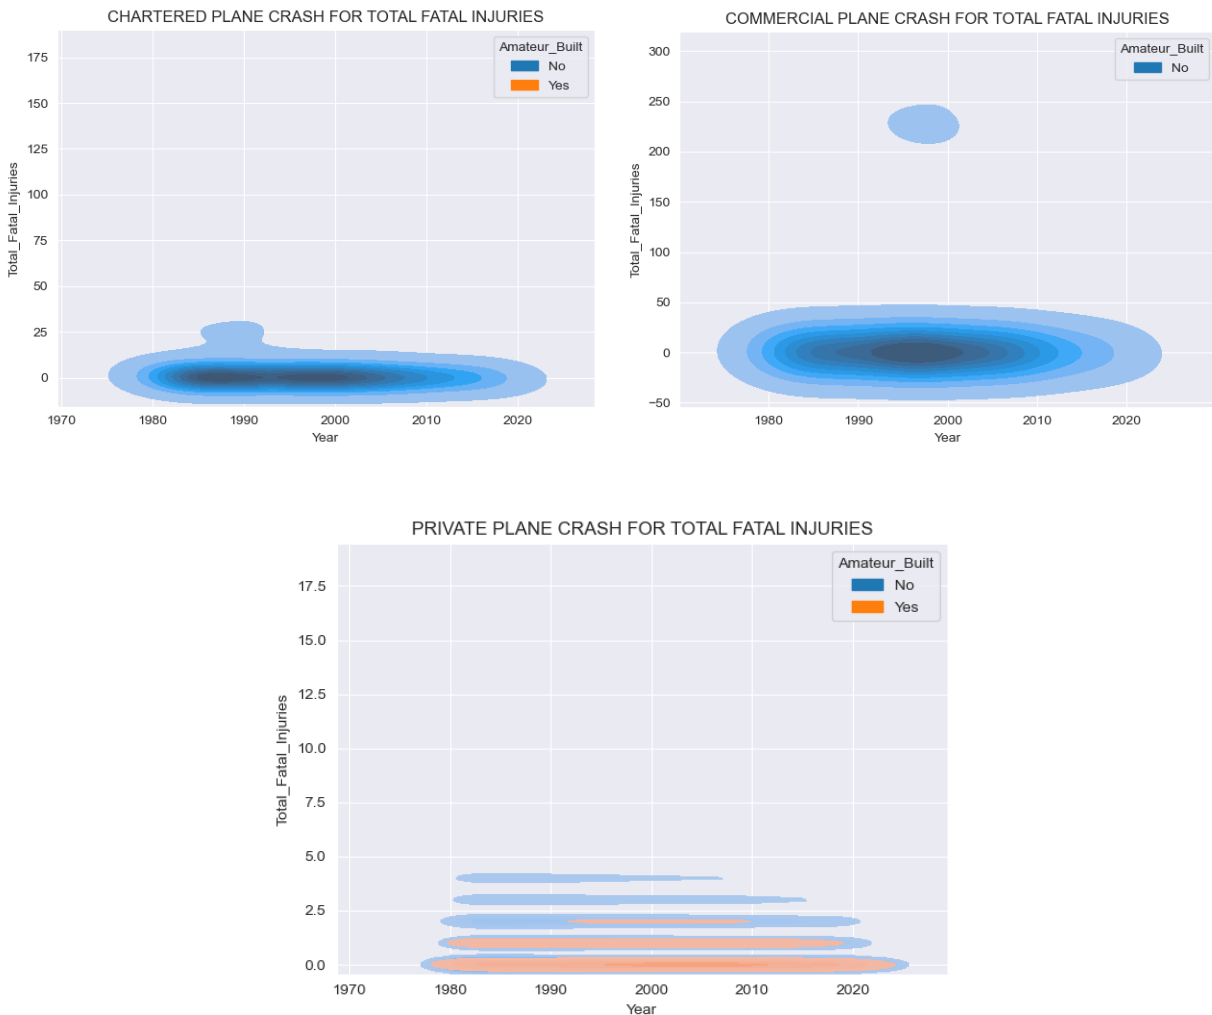 CHARTERED PLANE CRASH FOR TOTAL FATAL INJURIES
Amateur_Built
No
Yes
175
150
125
100
75
50
25
0
Total_Fatal_Injuries
1970 1980 1990 2000 2010 2020
Year
COMMERCIAL PLANE CRASH FOR TOTAL FATAL INJURIES
Amateur_Built
No
300
250
200
150
100
50
0
−50
Total_Fatal_Injuries
1980 1990 2000 2010 2020
Year
PRIVATE PLANE CRASH FOR TOTAL FATAL INJURIES
Amateur_Built
No
Yes
17.5
15.0
12.5
10.0
7.5
5.0
2.5
0.0
Total_Fatal_Injuries
1970 1980 1990 2000 2010 2020
Year